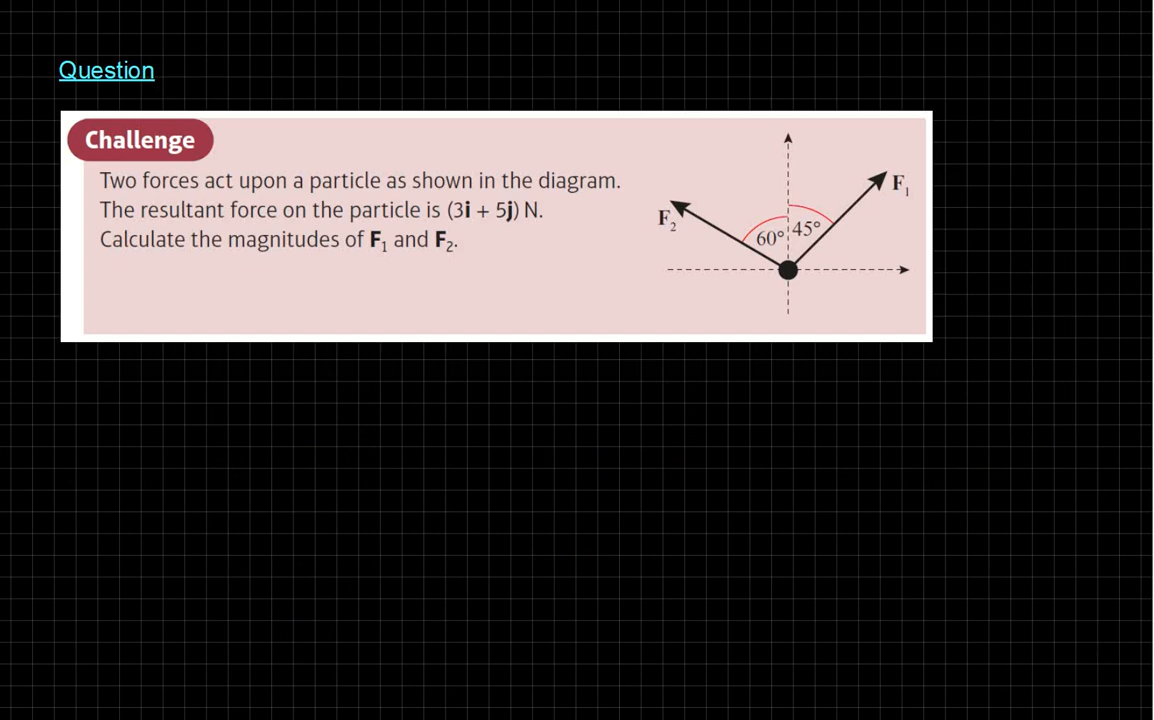 Question
Challenge
Two forces act upon a particle as shown in the diagram.
The resultant force on the particle is (3i + 5j) N.
Calculate the magnitudes of F₁ and F₂.
F₁
F₂
60°
45°